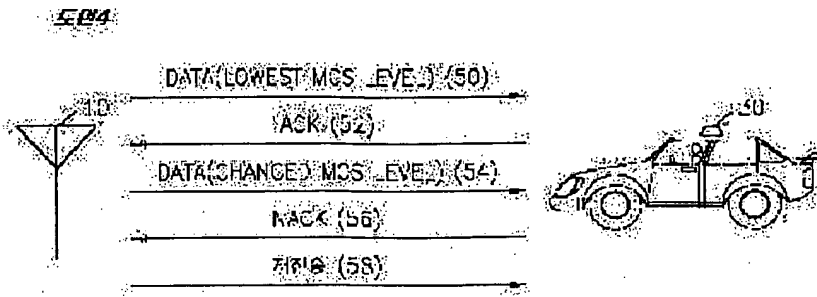 도면4
DATA(LOWEST MCS LEVEL) (50)
10
30
ACK (52)
DATA(CHANGED MCS LEVEL) (54)
NACK (56)
(58)